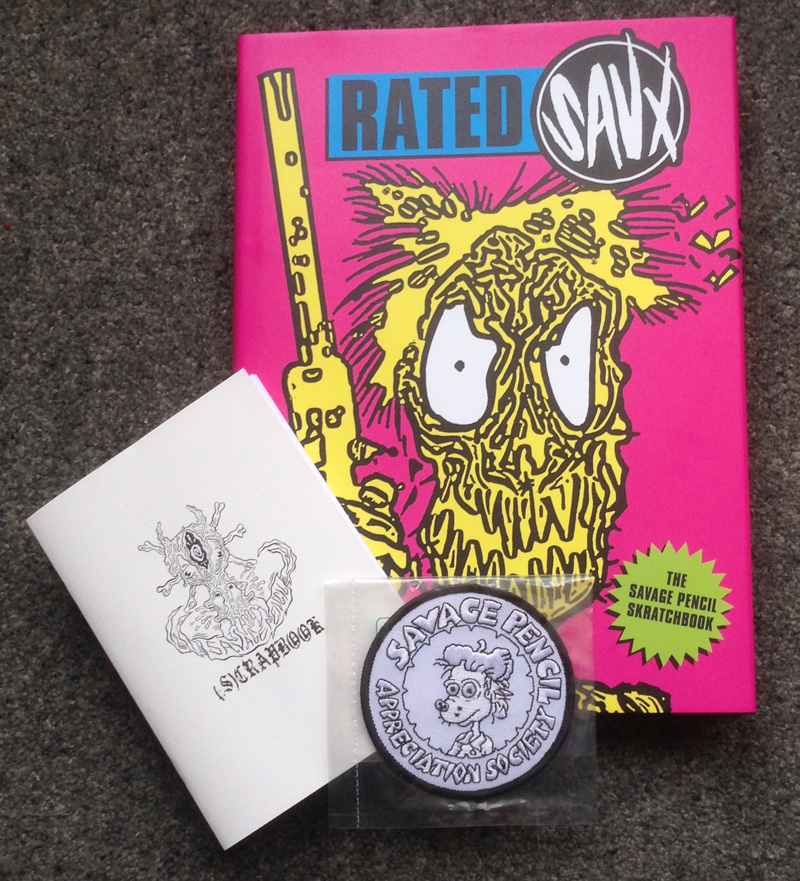 RATED SAVX
THE
SAVAGE PENCIL
SKRATCHBOOK
(S)CRAPBOOK
SAVAGE PENCIL
APPRECIATION SOCIETY